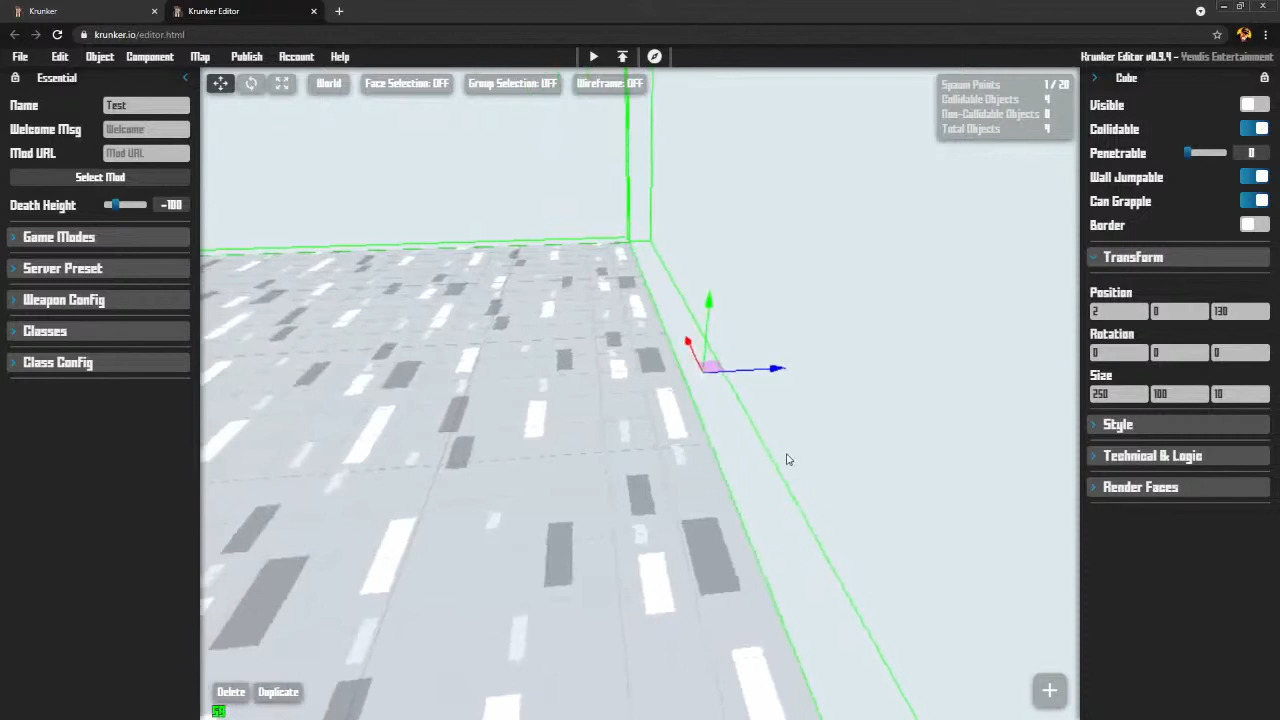 Krunker
Krunker Editor
krunker.io/editor.html
File Edit Object Component Map Publish Account Help
Krunker Editor v0.9.4 - Yendis Entertainment
Essential
Name Test
Welcome Msg Welcome
Mod URL Mod URL
Select Mod
Death Height -100
Game Modes
Server Preset
Weapon Config
Classes
Class Config
World Face Selection: OFF Group Selection: OFF Wireframe: OFF
Spawn Points 1 / 20
Collidable Objects 4
Non-Collidable Objects 0
Total Objects 4
Delete Duplicate
59
Cube
Visible
Collidable
Penetrable 0
Wall Jumpable
Can Grapple
Border
Transform
Position
2 0 130
Rotation
0 0 0
Size
250 100 10
Style
Technical & Logic
Render Faces